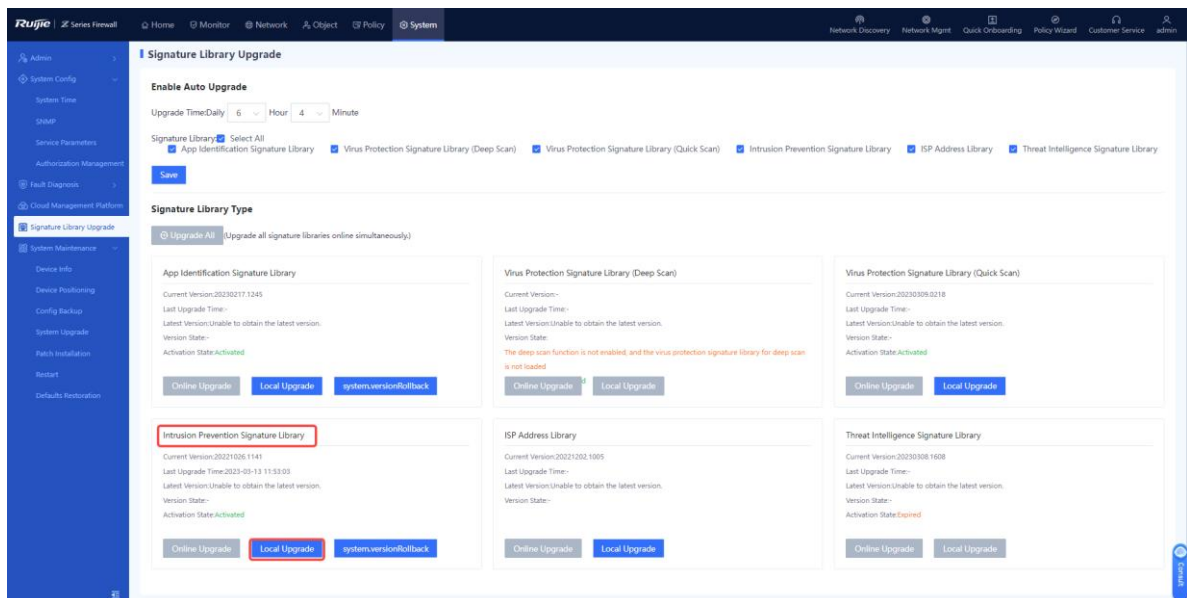 Ruijie | Z Series Firewall
Home Monitor Network Object Policy System
Network Discovery Network Mgmt Quick Onboarding Policy Wizard Customer Service admin
Admin
System Config
System Time
SNMP
Service Parameters
Authorization Management
Fault Diagnosis
Cloud Management Platform
Signature Library Upgrade
System Maintenance
Device Info
Device Positioning
Config Backup
System Upgrade
Patch Installation
Restart
Defaults Restoration
Signature Library Upgrade
Enable Auto Upgrade
Upgrade Time:Daily 6 Hour 4 Minute
Signature Library: Select All
App Identification Signature Library Virus Protection Signature Library (Deep Scan) Virus Protection Signature Library (Quick Scan) Intrusion Prevention Signature Library ISP Address Library Threat Intelligence Signature Library
Save
Signature Library Type
Upgrade All (Upgrade all signature libraries online simultaneously.)
App Identification Signature Library
Current Version:20230217.1245
Last Upgrade Time:-
Latest Version:Unable to obtain the latest version.
Version State:-
Activation State:Activated
Online Upgrade Local Upgrade system.versionRollback
Virus Protection Signature Library (Deep Scan)
Current Version:-
Last Upgrade Time:-
Latest Version:Unable to obtain the latest version.
Version State:
The deep scan function is not enabled, and the virus protection signature library for deep scan
is not loaded
Online Upgrade Local Upgrade
Virus Protection Signature Library (Quick Scan)
Current Version:20230309.0218
Last Upgrade Time:-
Latest Version:Unable to obtain the latest version.
Version State:-
Activation State:Activated
Online Upgrade Local Upgrade
Intrusion Prevention Signature Library
Current Version:20221026.1141
Last Upgrade Time:2023-03-13 11:53:03
Latest Version:Unable to obtain the latest version.
Version State:-
Activation State:Activated
Online Upgrade Local Upgrade system.versionRollback
ISP Address Library
Current Version:20221202.1005
Last Upgrade Time:-
Latest Version:Unable to obtain the latest version.
Version State:-
Online Upgrade Local Upgrade
Threat Intelligence Signature Library
Current Version:20230308.1608
Last Upgrade Time:-
Latest Version:Unable to obtain the latest version.
Version State:-
Activation State:Expired
Online Upgrade Local Upgrade
Consult